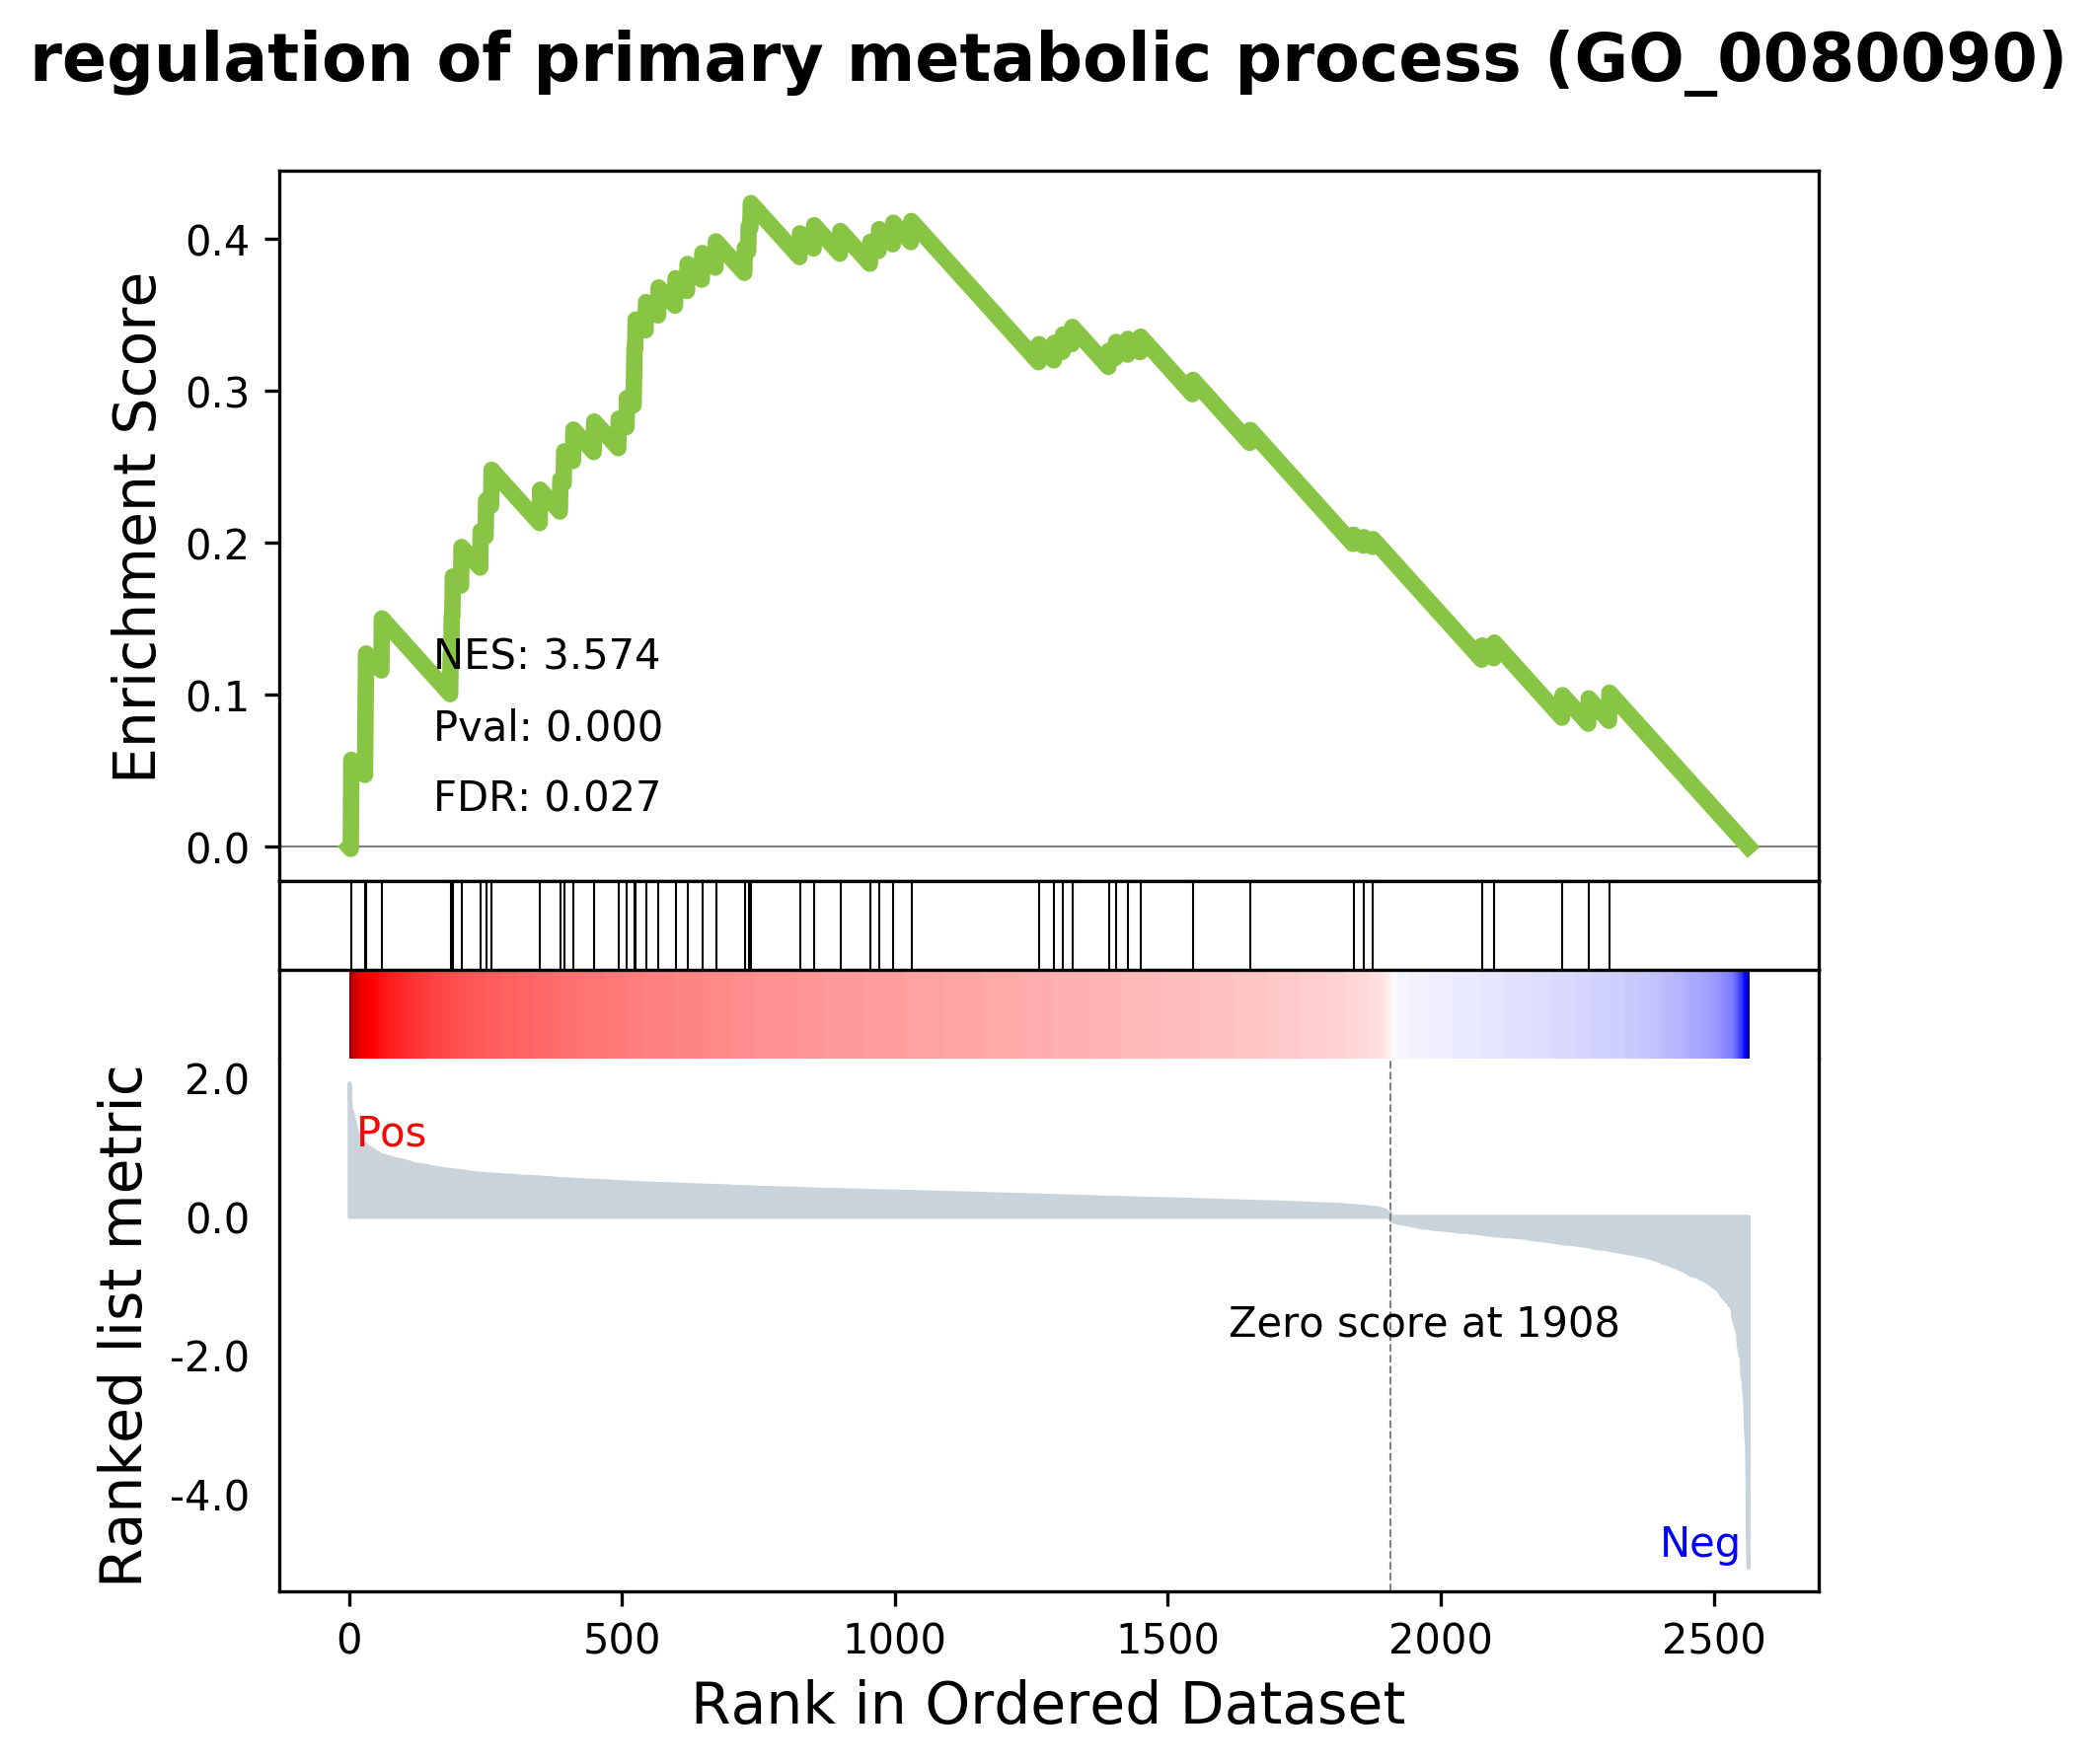 regulation of primary metabolic process (GO_0080090)
Enrichment Score
0.4
0.3
0.2
0.1
0.0
NES: 3.574
Pval: 0.000
FDR: 0.027
Ranked list metric
2.0
0.0
-2.0
-4.0
Pos
Zero score at 1908
Neg
0 500 1000 1500 2000 2500
Rank in Ordered Dataset